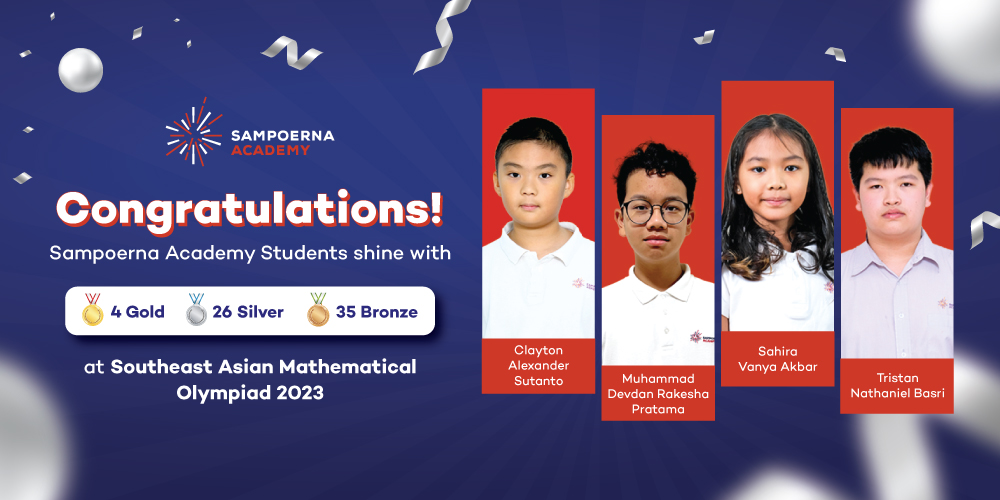 SAMPOERNA
ACADEMY
Congratulations!
Sampoerna Academy Students shine with
4 Gold 26 Silver 35 Bronze
at Southeast Asian Mathematical
Olympiad 2023
Clayton
Alexander
Sutanto
Muhammad
Devdan Rakesha
Pratama
Sahira
Vanya Akbar
Tristan
Nathaniel Basri